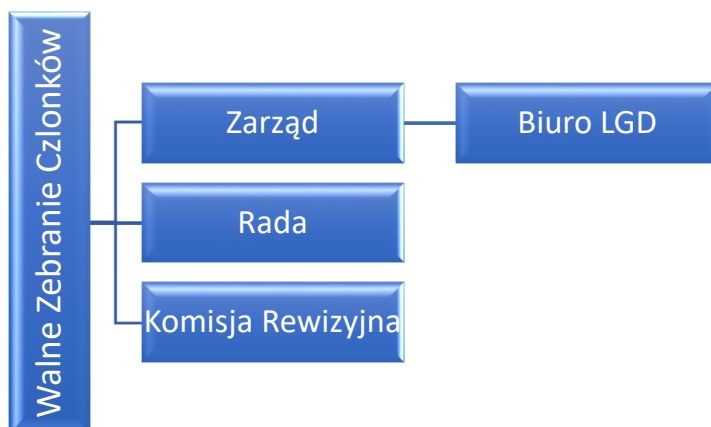 Walne Zebranie Członków
Zarząd
Biuro LGD
Rada
Komisja Rewizyjna